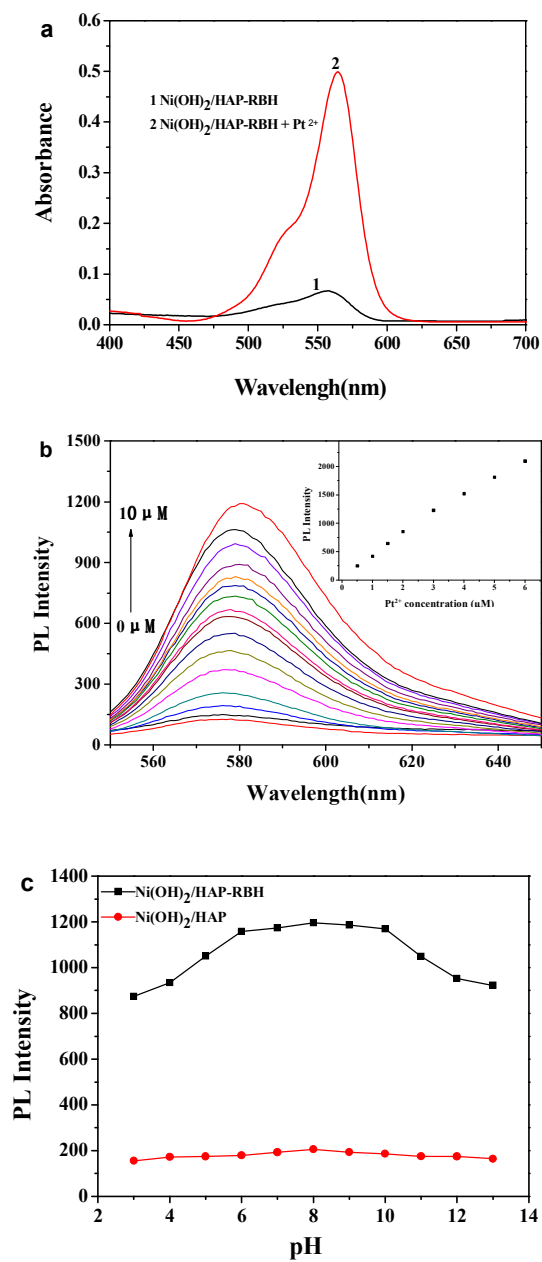 a
0.6
0.5
0.4
0.3
0.2
0.1
0.0
Absorbance
1 Ni(OH)2/HAP-RBH
2 Ni(OH)2/HAP-RBH + Pt 2+
2
1
400 450 500 550 600 650 700
Wavelengh(nm)
b
1500
1200
900
600
300
0
PL Intensity
10 μM
0 μM
2000
1500
1000
500
0
PL Intensity
0 1 2 3 4 5 6
Pt2+ concentration (uM)
560 580 600 620 640
Wavelength(nm)
c
1400
1200
1000
800
600
400
200
0
PL Intensity
Ni(OH)2/HAP-RBH
Ni(OH)2/HAP
2 4 6 8 10 12 14
pH